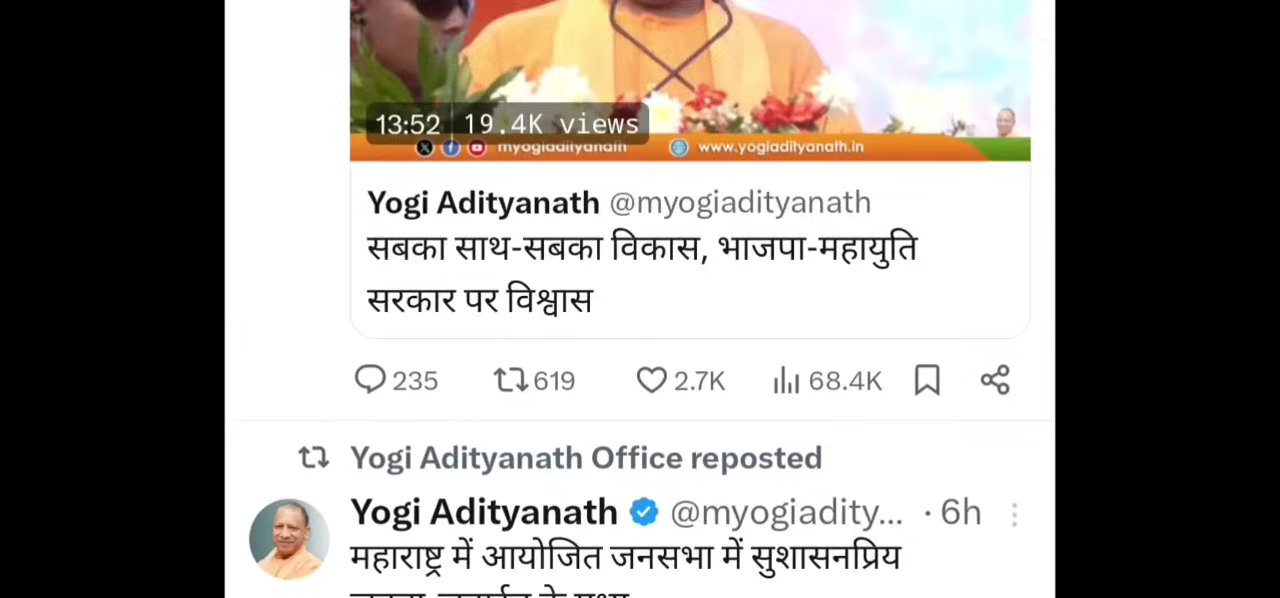 13:52 19.4K views
myogiadityanath www.yogiadityanath.in
Yogi Adityanath @myogiadityanath
सबका साथ-सबका विकास, भाजपा-महायुति
सरकार पर विश्वास
235 619 2.7K 68.4K
Yogi Adityanath Office reposted
Yogi Adityanath @myogiadity... · 6h
महाराष्ट्र में आयोजित जनसभा में सुशासनप्रिय